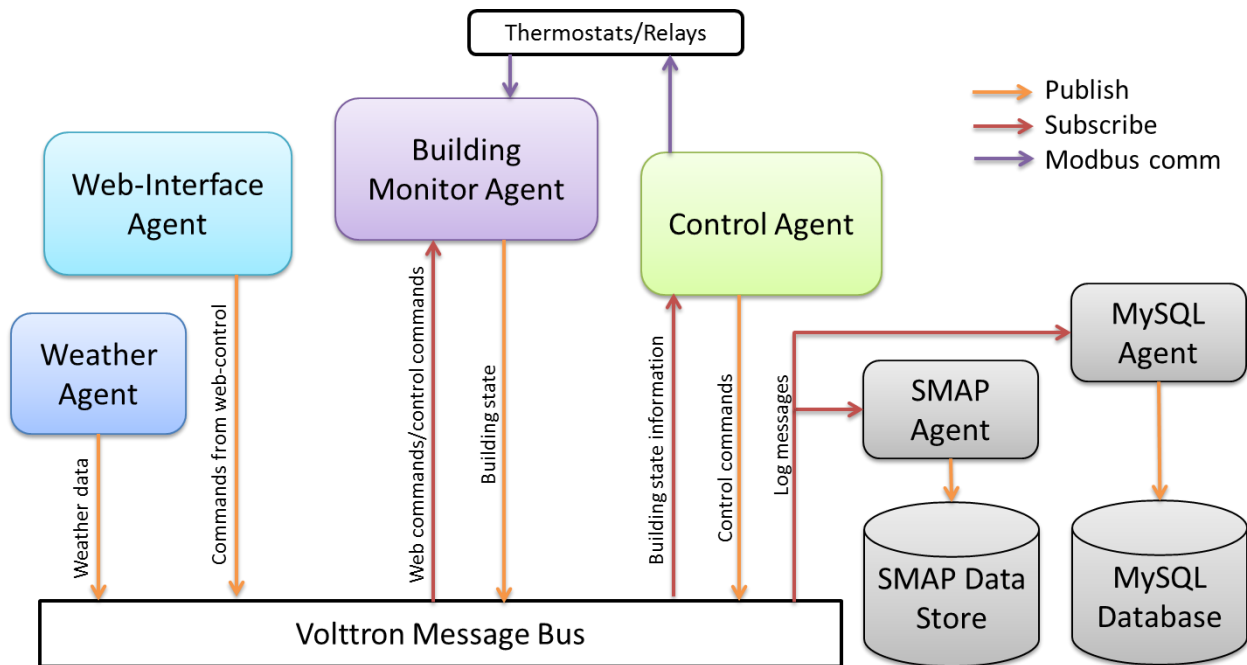 Thermostats/Relays
Publish
Subscribe
Modbus comm
Building
Monitor Agent
Web-Interface
Agent
Control Agent
Weather
Agent
MySQL
Agent
SMAP
Agent
Weather data
Commands from web-control
Web commands/control commands
Building state
Building state information
Control commands
Log messages
SMAP Data
Store
MySQL
Database
Volttron Message Bus